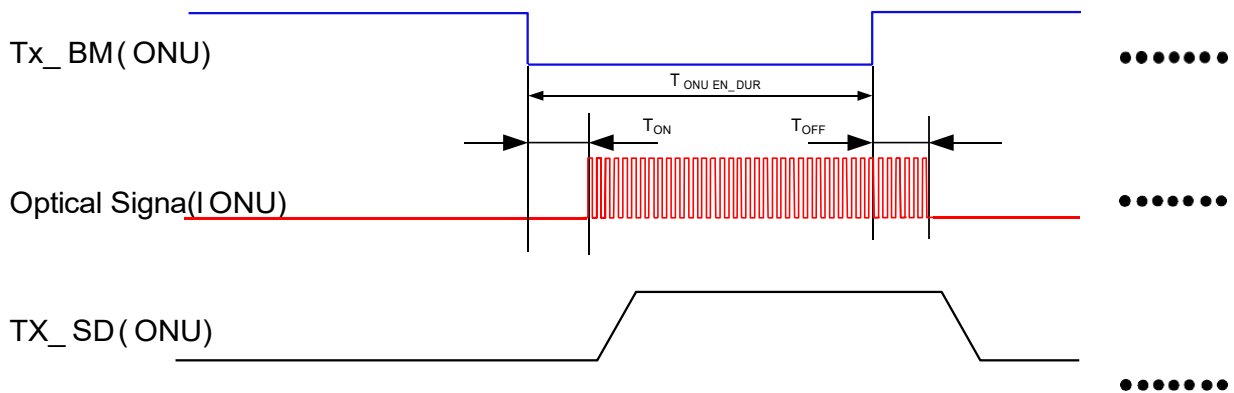 Tx_ BM( ONU)
T ONU EN_DUR
TON TOFF
Optical Signa(l ONU)
TX_ SD( ONU)